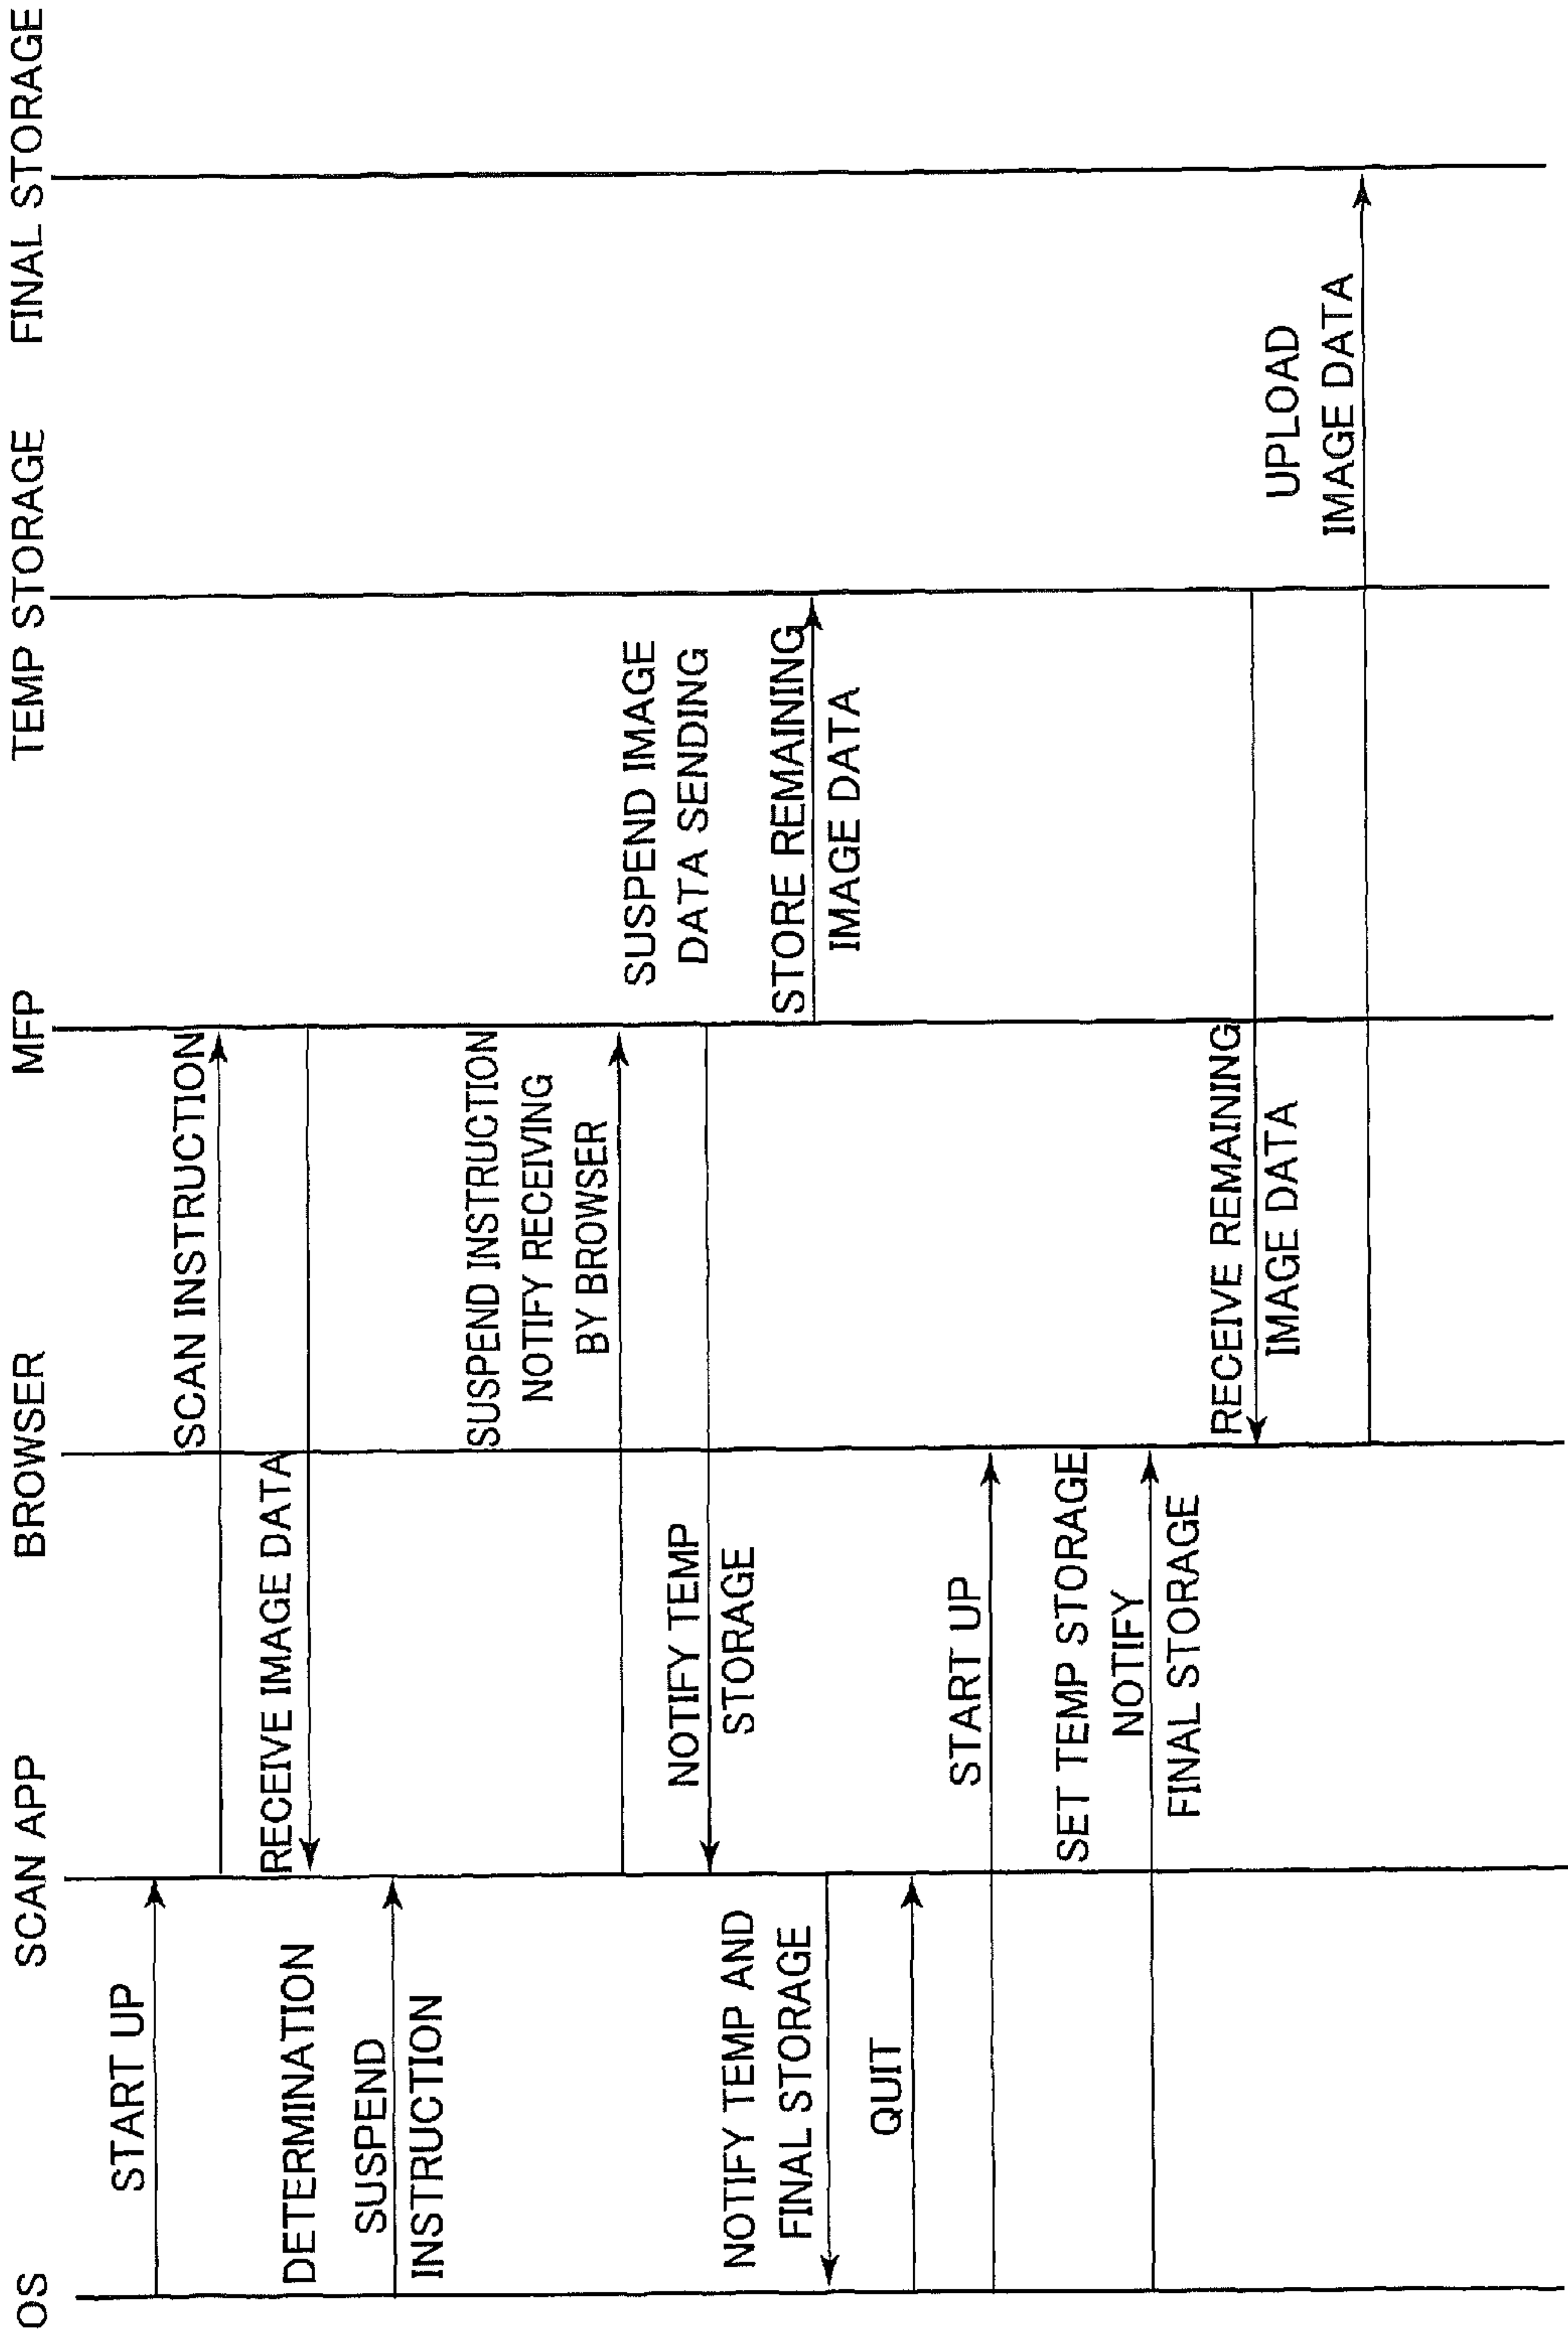 OS
SCAN APP
BROWSER
MFP
TEMP STORAGE
FINAL STORAGE
START UP
SCAN INSTRUCTION
RECEIVE IMAGE DATA
DETERMINATION
SUSPEND
INSTRUCTION
SUSPEND INSTRUCTION
NOTIFY RECEIVING
BY BROWSER
SUSPEND IMAGE
DATA SENDING
NOTIFY TEMP
STORAGE
STORE REMAINING
IMAGE DATA
NOTIFY TEMP AND
FINAL STORAGE
QUIT
START UP
SET TEMP STORAGE
NOTIFY
FINAL STORAGE
RECEIVE REMAINING
IMAGE DATA
UPLOAD
IMAGE DATA